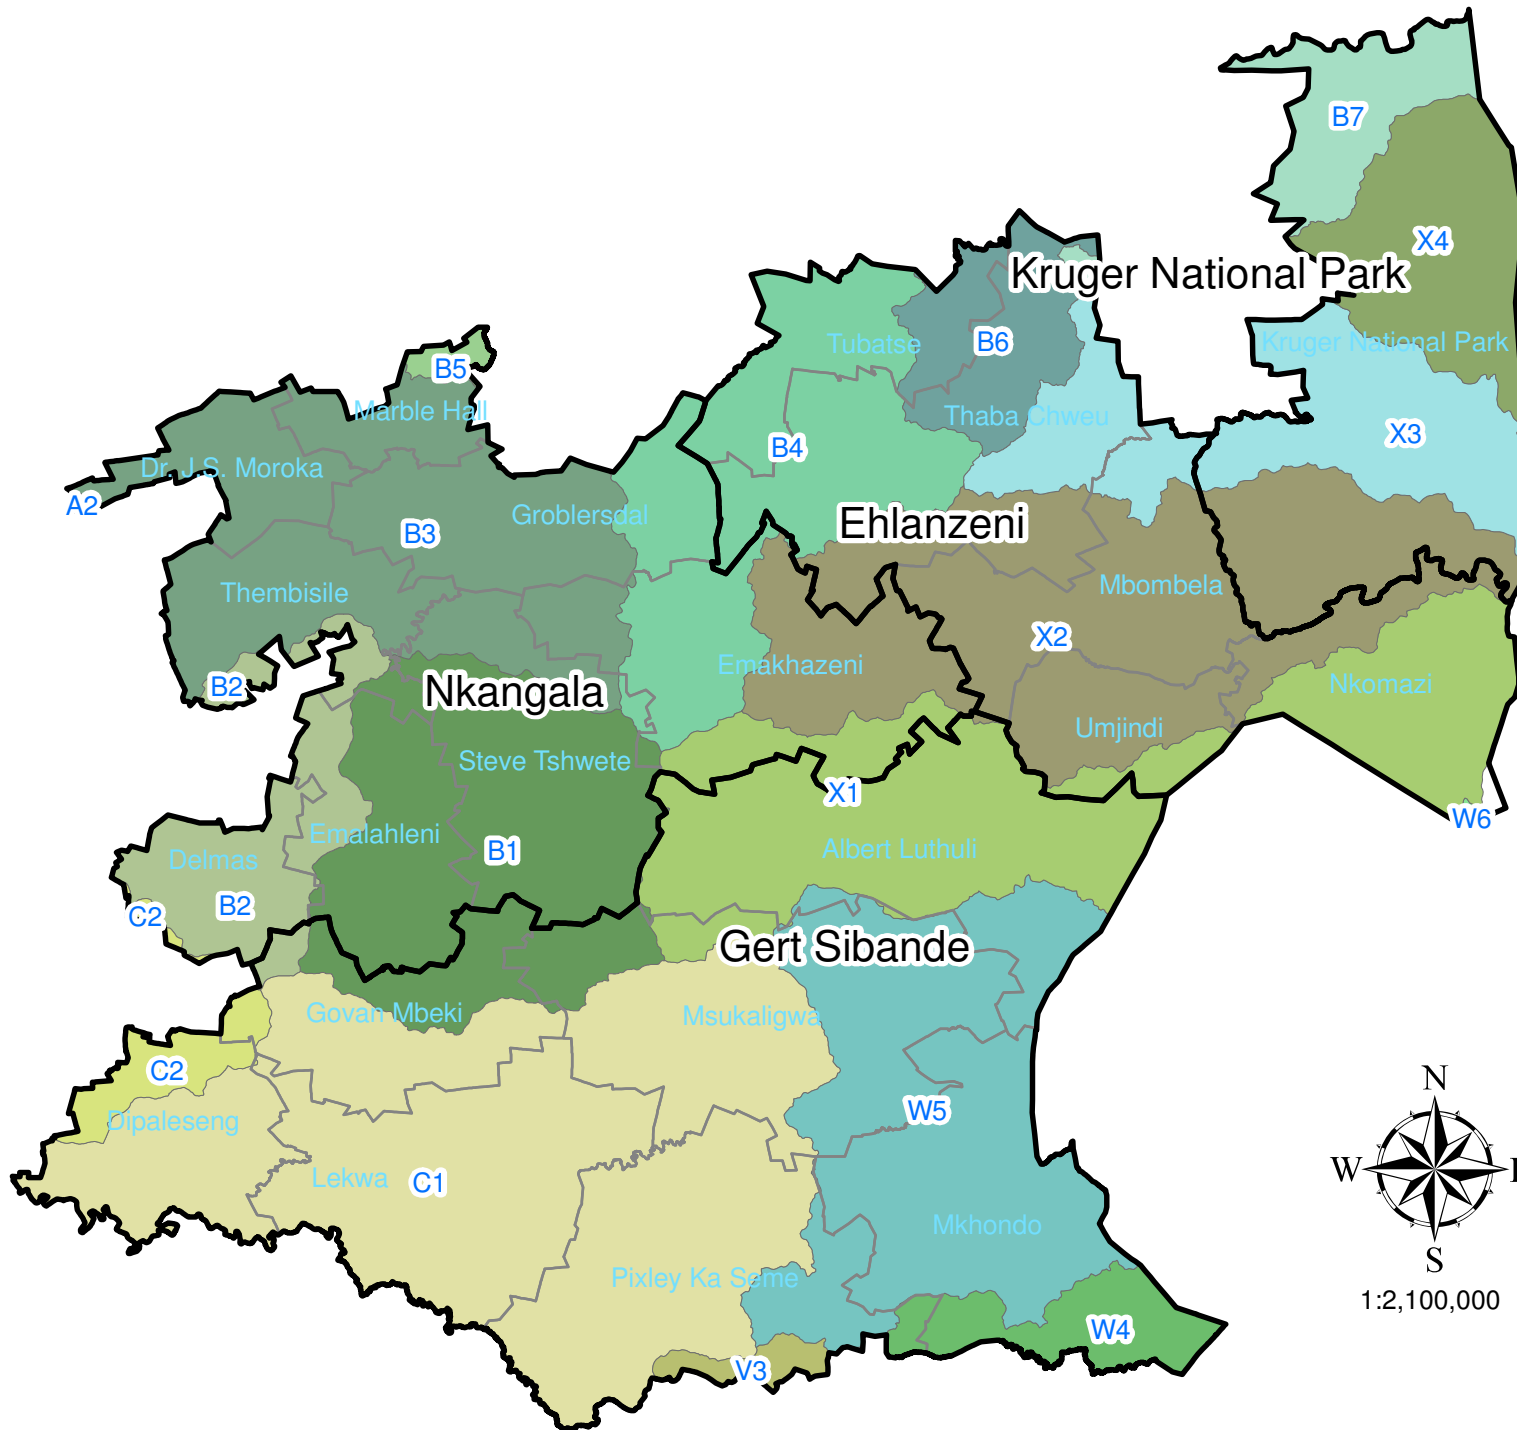 B7
X4
Kruger National Park
Tubatse
B6
Kruger National Park
B5
Marble Hall
Thaba Chweu
X3
B4
Dr. J.S. Moroka
A2
Groblersdal
Ehlanzeni
B3
Thembisile
Mbombela
X2
Emakhazeni
B2
Nkangala
Nkomazi
Umjindi
Steve Tshwete
X1
W6
Emalahleni
B1
Albert Luthuli
Delmas
B2
C2
Gert Sibande
Govan Mbeki
Msukaligwa
C2
W5
Dipaleseng
Lekwa
C1
Mkhondo
Pixley Ka Seme
W4
V3
N
W
S
1:2,100,000